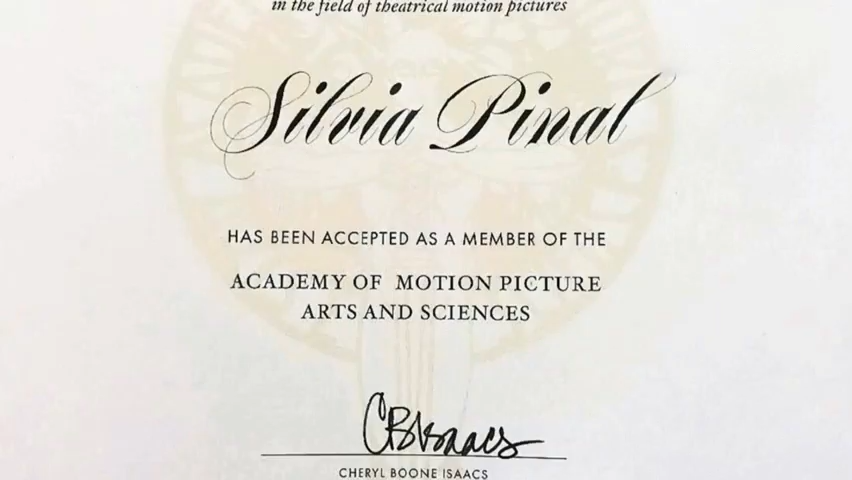 in the field of theatrical motion pictures
Silvia Pinal
HAS BEEN ACCEPTED AS A MEMBER OF THE
ACADEMY OF MOTION PICTURE
ARTS AND SCIENCES
CBIsaacs
CHERYL BOONE ISAACS